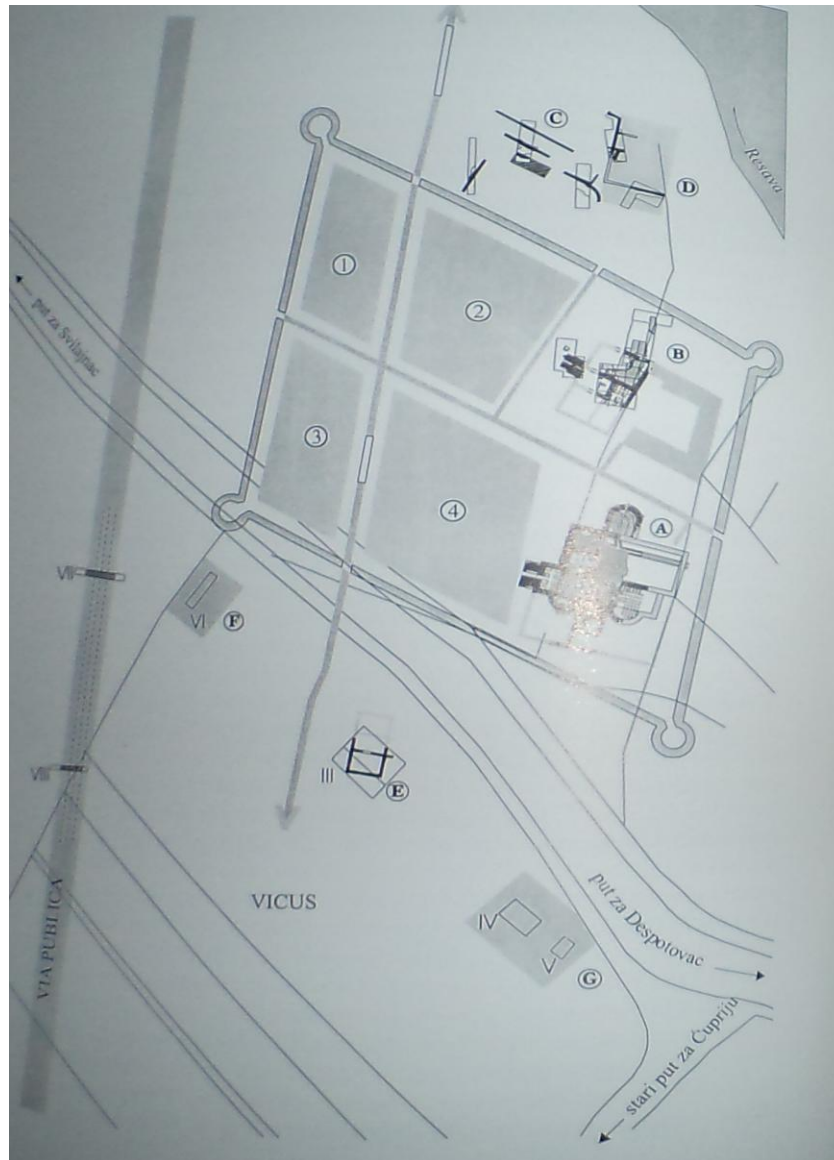 C
D
Resava
1
2
put za Svilajnac
B
3
4
A
VII
VI
F
III
E
VIII
VICUS
VIA PUBLICA
put za Despotovac
IV
V
G
stari put za Ćupriju